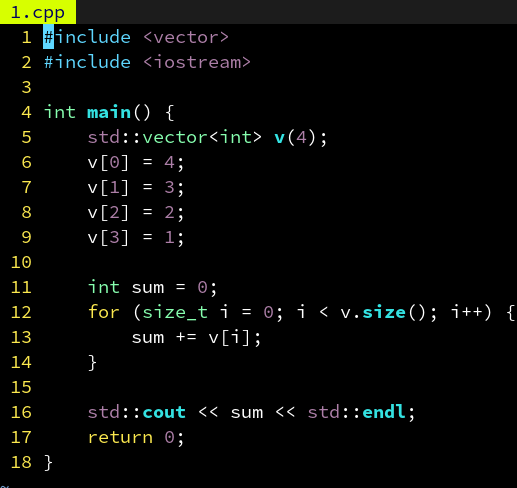 1.cpp
1 #include <vector>
2 #include <iostream>
3
4 int main() {
5     std::vector<int> v(4);
6     v[0] = 4;
7     v[1] = 3;
8     v[2] = 2;
9     v[3] = 1;
10
11     int sum = 0;
12     for (size_t i = 0; i < v.size(); i++) {
13         sum += v[i];
14     }
15
16     std::cout << sum << std::endl;
17     return 0;
18 }
~